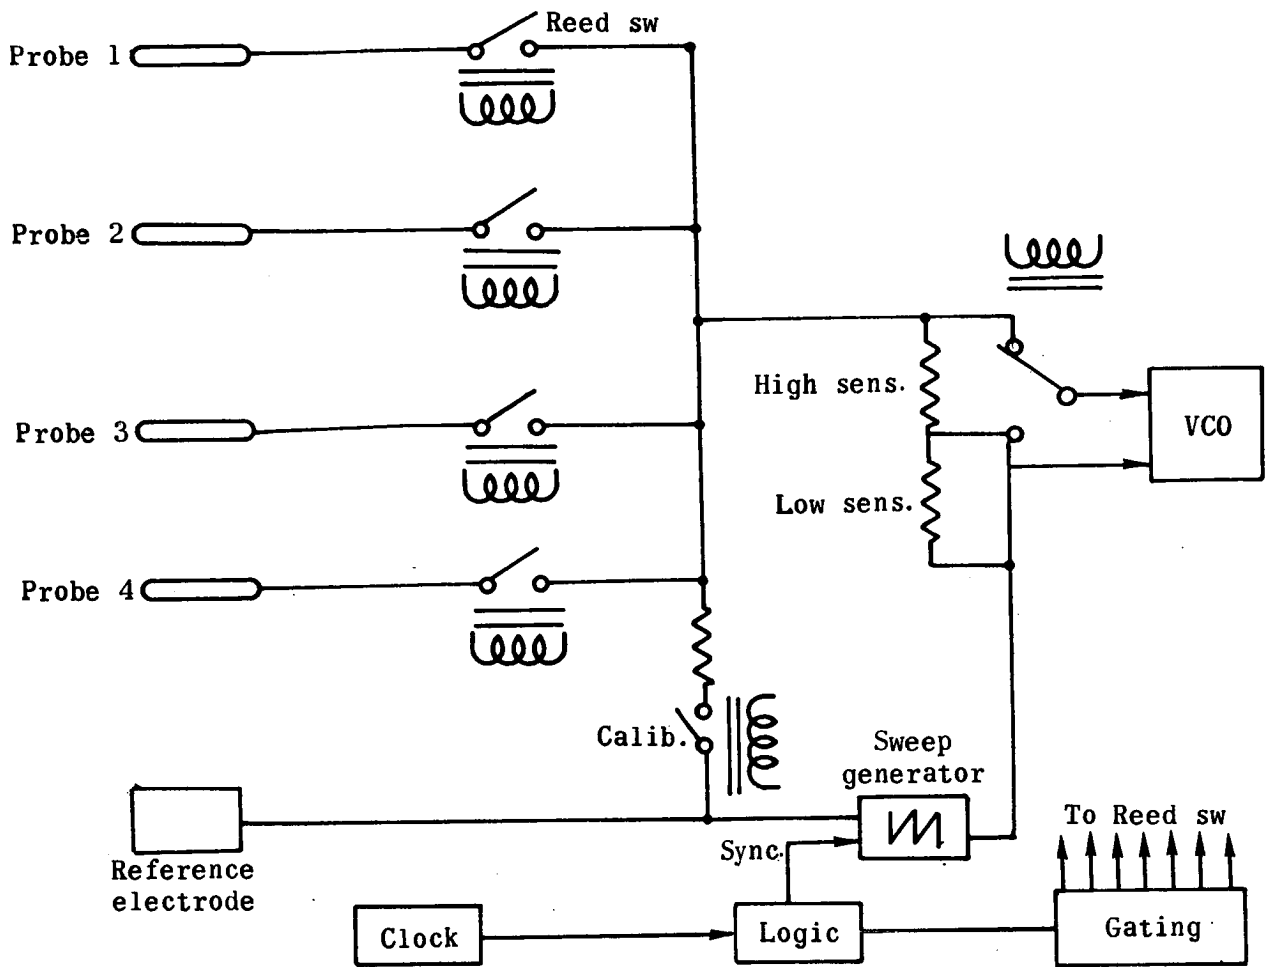 Reed sw
Probe 1
Probe 2
High sens.
Probe 3
VCO
Low sens.
Probe 4
Calib.
Sweep
generator
To Reed sw
Sync.
Reference
electrode
Clock
Logic
Gating